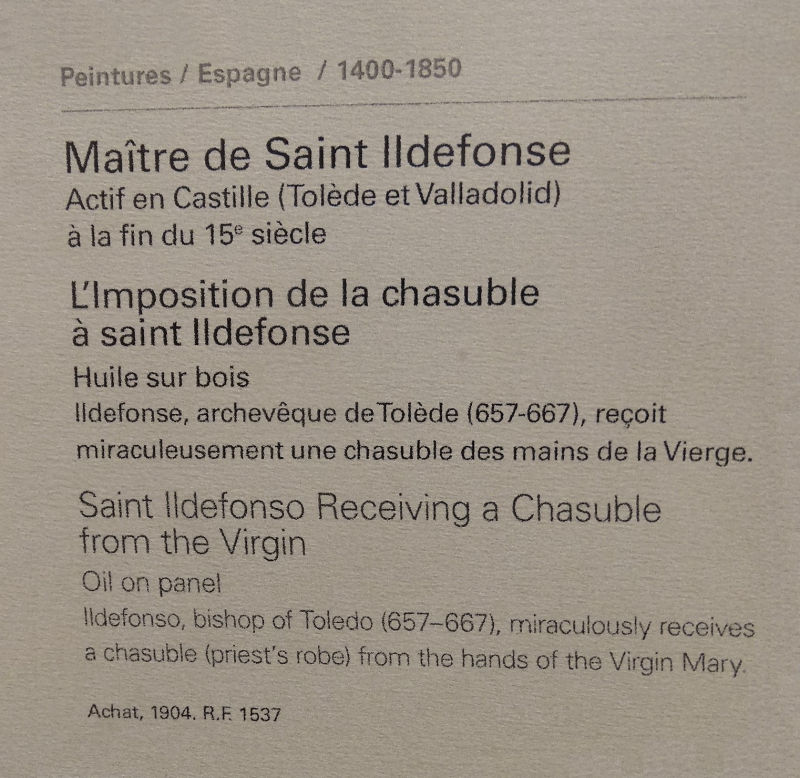 Peintures / Espagne / 1400-1850
Maître de Saint Ildefonse
Actif en Castille (Tolède et Valladolid)
à la fin du 15e siècle
L'Imposition de la chasuble
à saint Ildefonse
Huile sur bois
Ildefonse, archevêque de Tolède (657-667), reçoit
miraculeusement une chasuble des mains de la Vierge.
Saint Ildefonso Receiving a Chasuble
from the Virgin
Oil on panel
Ildefonso, bishop of Toledo (657–667), miraculously receives
a chasuble (priest's robe) from the hands of the Virgin Mary.
Achat, 1904. R.F. 1537